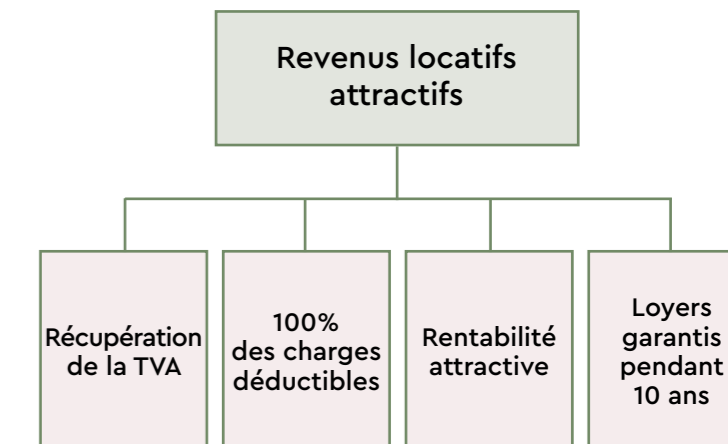 Revenus locatifs
attractifs
Récupération
de la TVA
100%
des charges
déductibles
Rentabilité
attractive
Loyers
garantis
pendant
10 ans